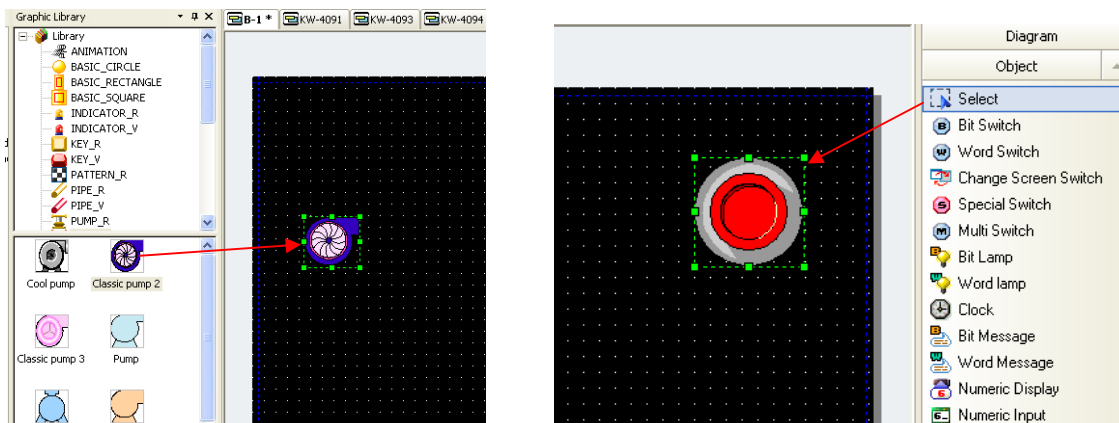 Graphic Library
B-1 *
KW-4091
KW-4093
KW-4094
Library
ANIMATION
BASIC_CIRCLE
BASIC_RECTANGLE
BASIC_SQUARE
INDICATOR_R
INDICATOR_V
KEY_R
KEY_V
PATTERN_R
PIPE_R
PIPE_V
PUMP_R
Cool pump
Classic pump 2
Classic pump 3
Pump
Diagram
Object
Select
Bit Switch
Word Switch
Change Screen Switch
Special Switch
Multi Switch
Bit Lamp
Word lamp
Clock
Bit Message
Word Message
Numeric Display
Numeric Input